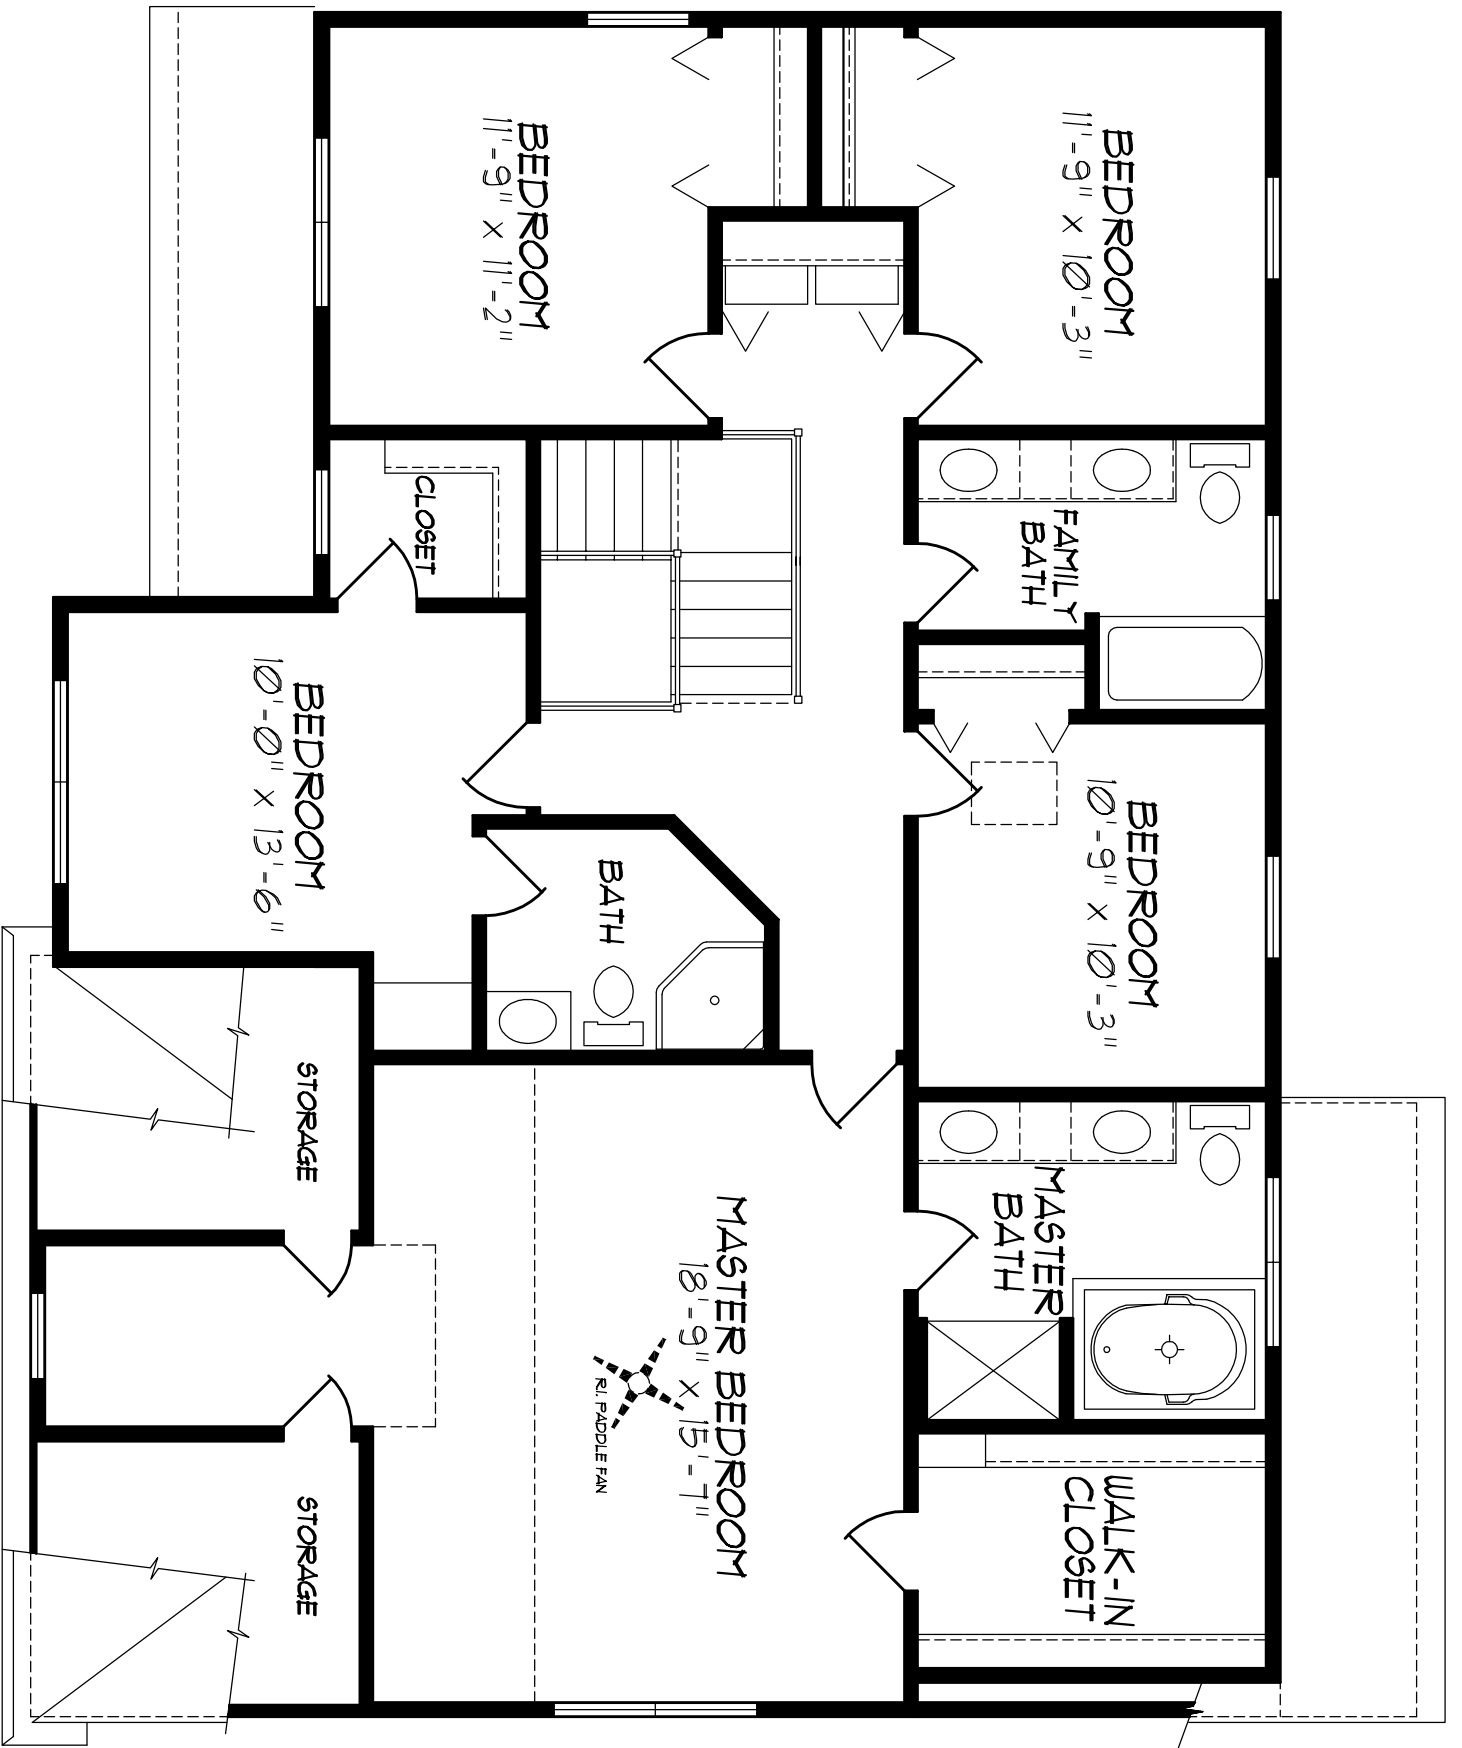 BEDROOM
11'-9" x 10'-3"
BEDROOM
11'-9" x 11'-2"
FAMILY
BATH
CLOSET
BEDROOM
10'-9" x 10'-3"
BEDROOM
10'-0" x 13'-6"
BATH
MASTER
BATH
STORAGE
MASTER BEDROOM
18'-9" x 15'-7"
R.I. PADDLE FAN
WALK-IN
CLOSET
STORAGE